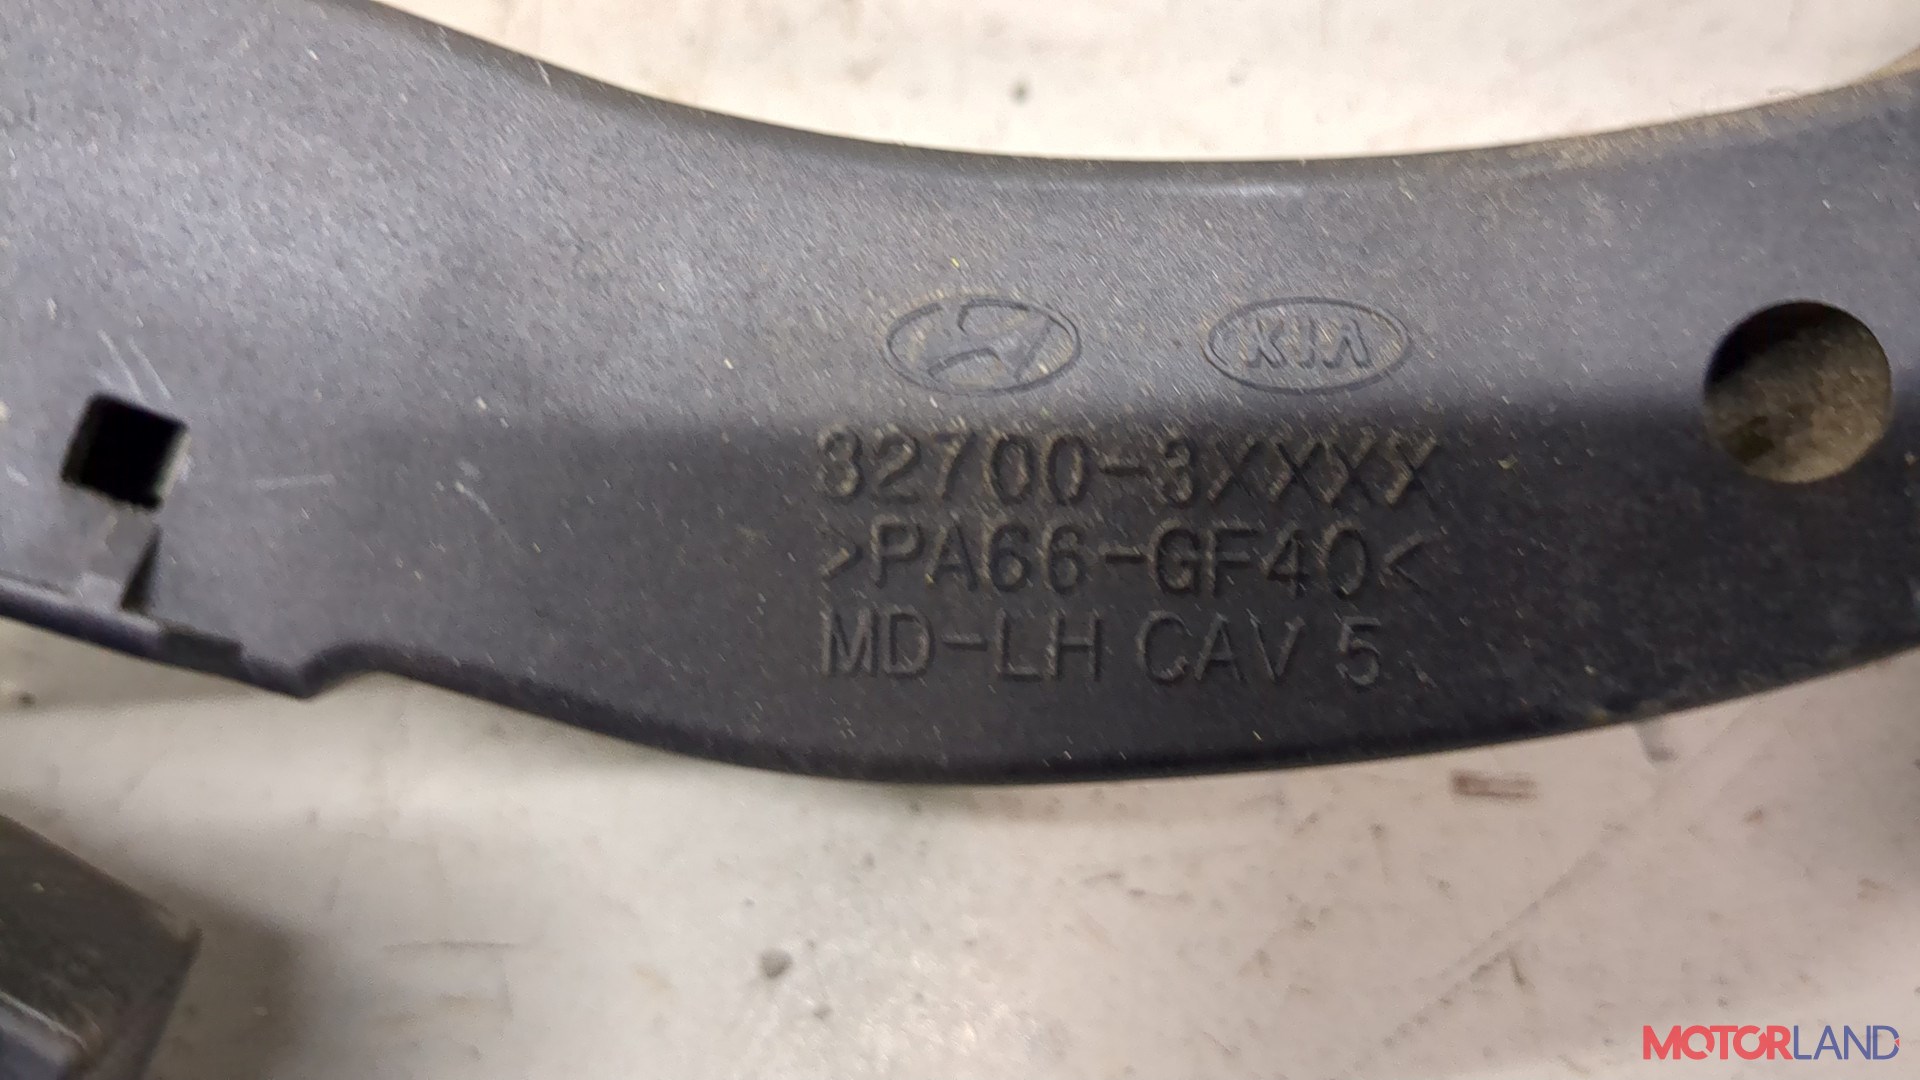 KIA
32700-3XXXX
>PA66-GF40<
MD-LH CAV 5
MOTORLAND